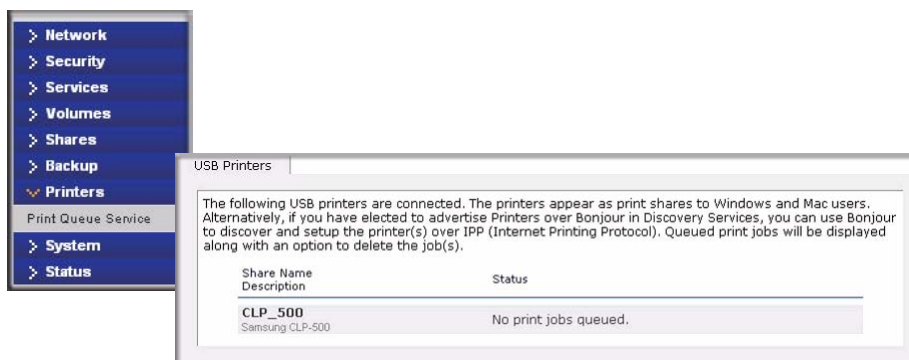 Network
Security
Services
Volumes
Shares
Backup
Printers
Print Queue Service
System
Status
USB Printers
The following USB printers are connected. The printers appear as print shares to Windows and Mac users.
Alternatively, if you have elected to advertise Printers over Bonjour in Discovery Services, you can use Bonjour
to discover and setup the printer(s) over IPP (Internet Printing Protocol). Queued print jobs will be displayed
along with an option to delete the job(s).
Share Name
Description
Status
CLP_500
Samsung CLP-500
No print jobs queued.